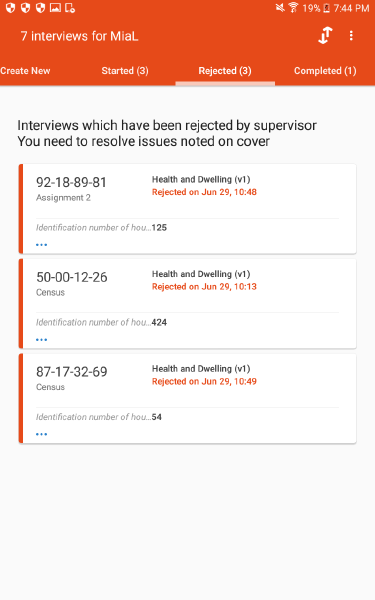 19% 7:44 PM
7 interviews for MiaL
Create New Started (3) Rejected (3) Completed (1)
Interviews which have been rejected by supervisor
You need to resolve issues noted on cover
92-18-89-81 Health and Dwelling (v1)
Assignment 2 Rejected on Jun 29, 10:48
Identification number of hou...125
50-00-12-26 Health and Dwelling (v1)
Census Rejected on Jun 29, 10:13
Identification number of hou...424
87-17-32-69 Health and Dwelling (v1)
Census Rejected on Jun 29, 10:49
Identification number of hou...54